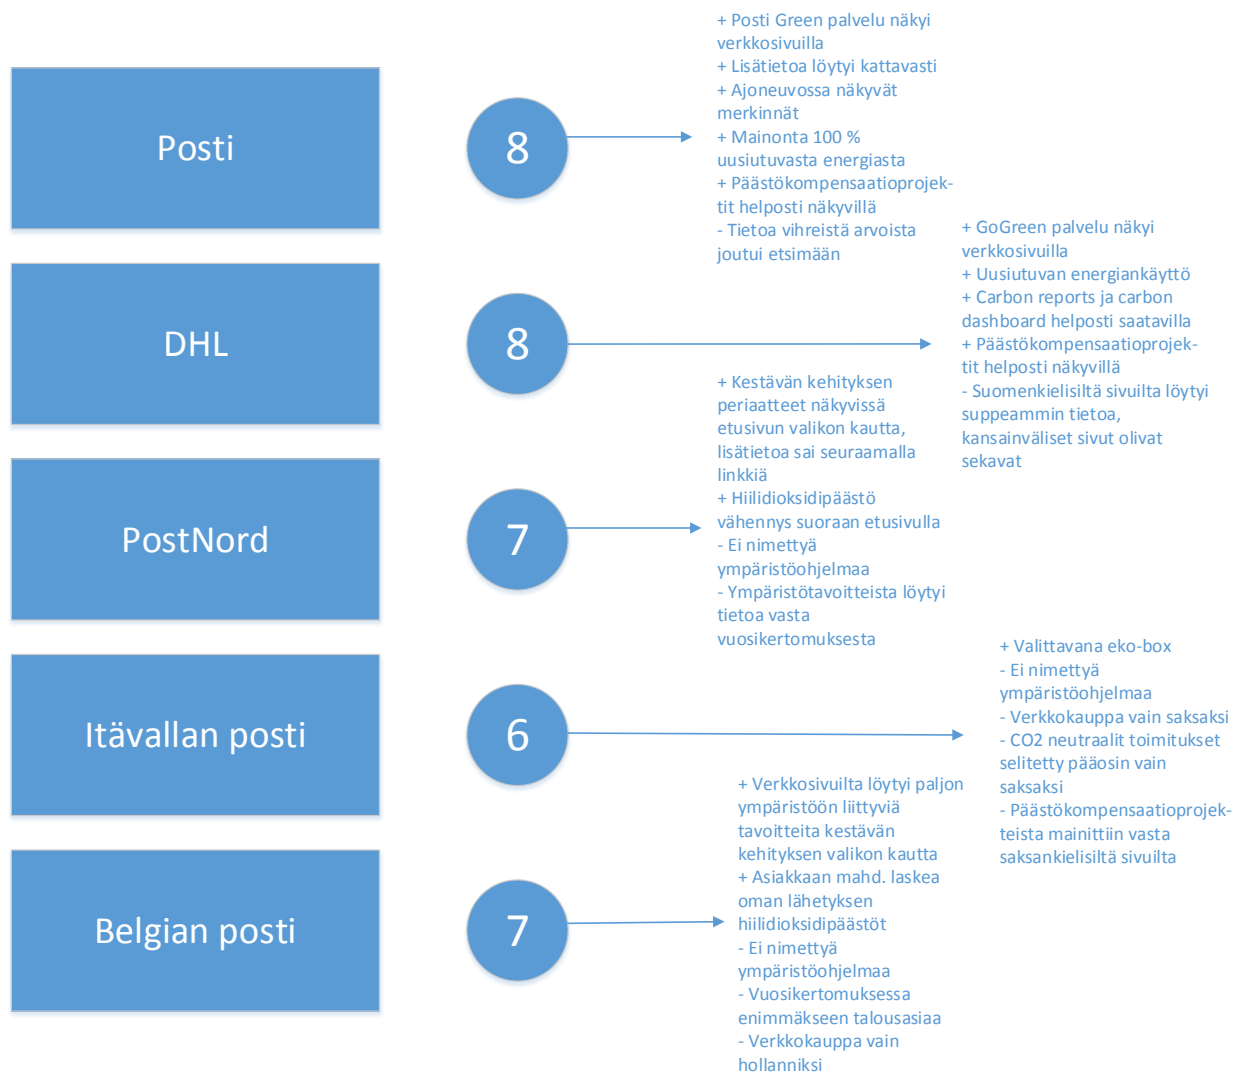 Posti
8
+ Posti Green palvelu näkyi
verkkosivuilla
+ Lisätietoa löytyi kattavasti
+ Ajoneuvossa näkyvät
merkinnät
+ Mainonta 100 %
uusiutuvasta energiasta
+ Päästökompensaatioprojek-
tit helposti näkyvillä
- Tietoa vihreistä arvoista
joutui etsimään
DHL
8
+ GoGreen palvelu näkyi
verkkosivuilla
+ Uusiutuvan energiankäyttö
+ Carbon reports ja carbon
dashboard helposti saatavilla
+ Päästökompensaatioprojek-
tit helposti näkyvillä
- Suomenkielisiltä sivuilta löytyi
suppeammin tietoa,
kansainväliset sivut olivat
sekavat
PostNord
7
+ Kestävän kehityksen
periaatteet näkyvissä
etusivun valikon kautta,
lisätietoa sai seuraamalla
linkkiä
+ Hiilidioksidipäästö
vähennys suoraan etusivulla
- Ei nimettyä
ympäristöohjelmaa
- Ympäristötavoitteista löytyi
tietoa vasta
vuosikertomuksesta
Itävallan posti
6
+ Valittavana eko-box
- Ei nimettyä
ympäristöohjelmaa
- Verkkokauppa vain saksaksi
- CO2 neutraalit toimitukset
selitetty pääosin vain
saksaksi
- Päästökompensaatioprojek-
teista mainittiin vasta
saksankielisiltä sivuilta
Belgian posti
7
+ Verkkosivuilta löytyi paljon
ympäristöön liittyviä
tavoitteita kestävän
kehityksen valikon kautta
+ Asiakkaan mahd. laskea
oman lähetyksen
hiilidioksidipäästöt
- Ei nimettyä
ympäristöohjelmaa
- Vuosikertomuksessa
enimmäkseen talousasiaa
- Verkkokauppa vain
hollanniksi